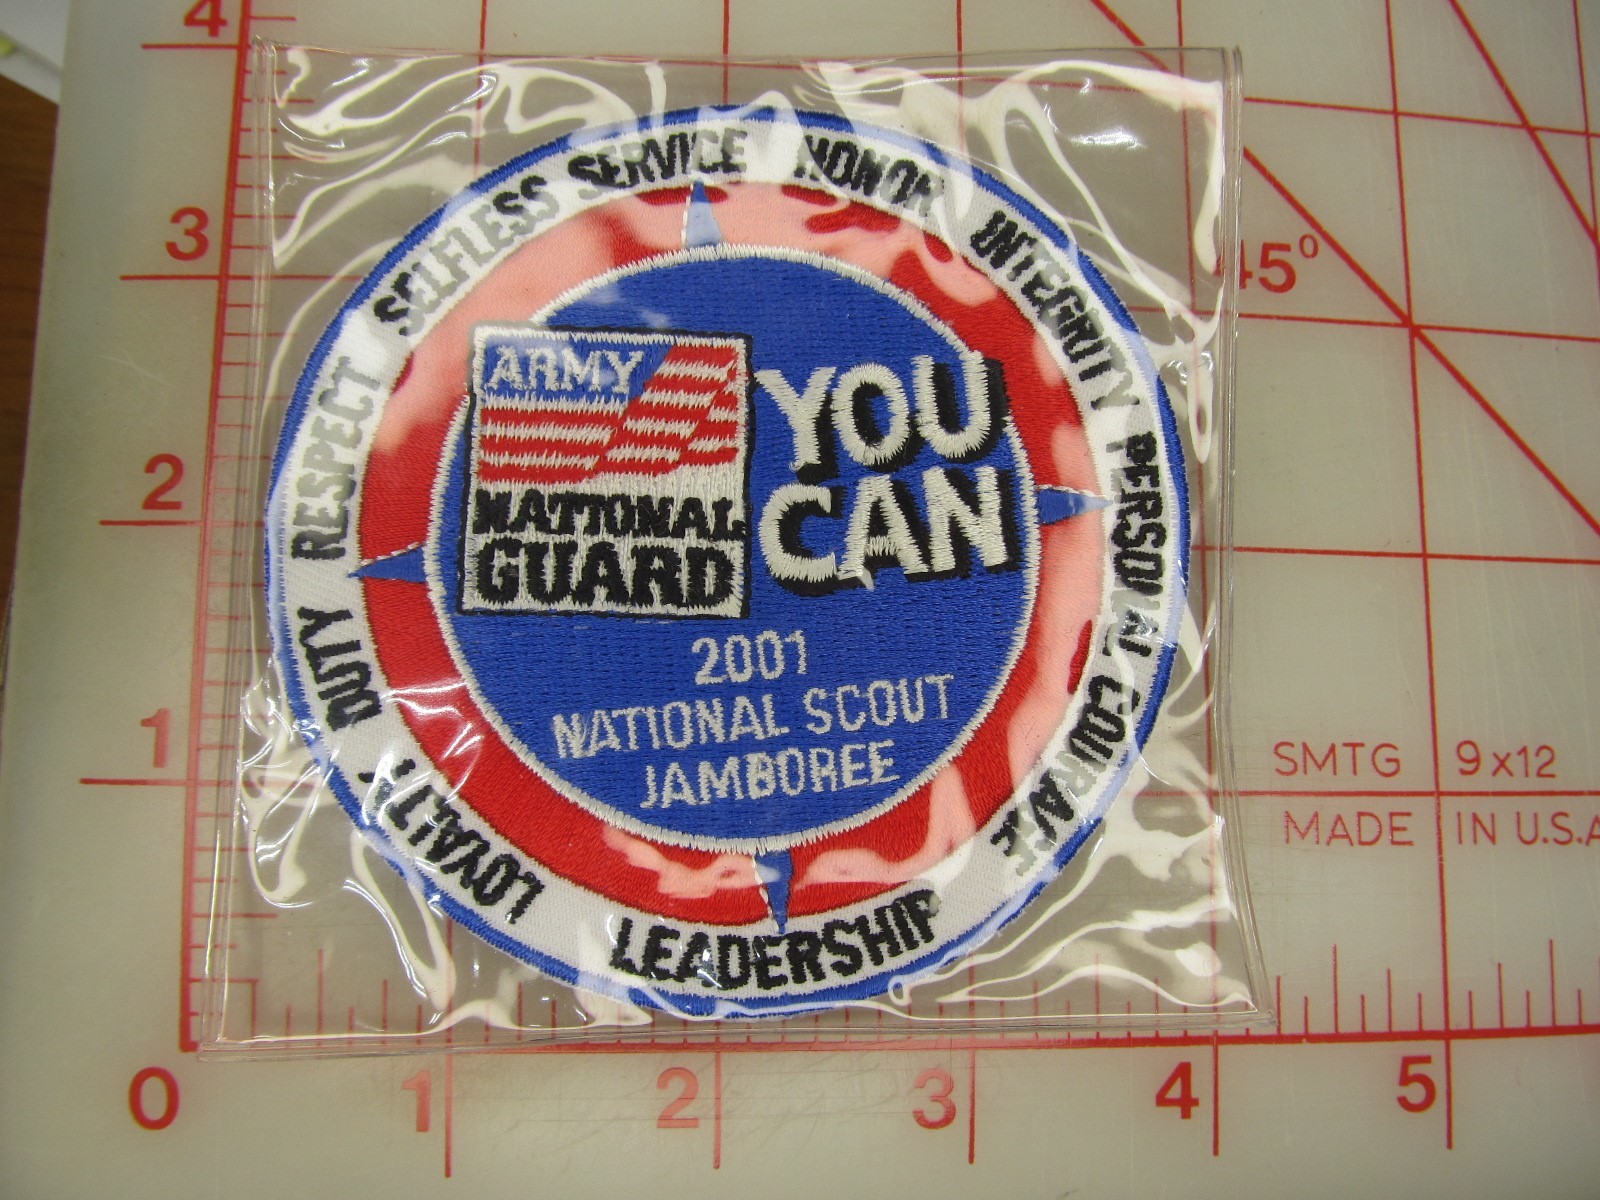 SELFLESS SERVICE
HONOR
INTEGRITY
PERSONAL COURAGE
LEADERSHIP
LOYALTY
DUTY
RESPECT
ARMY
NATIONAL
GUARD
YOU
CAN
2001
NATIONAL SCOUT
JAMBOREE
4
3
2
1
0
1
2
3
4
5
45°
SMTG 9x12
MADE IN U.S.A